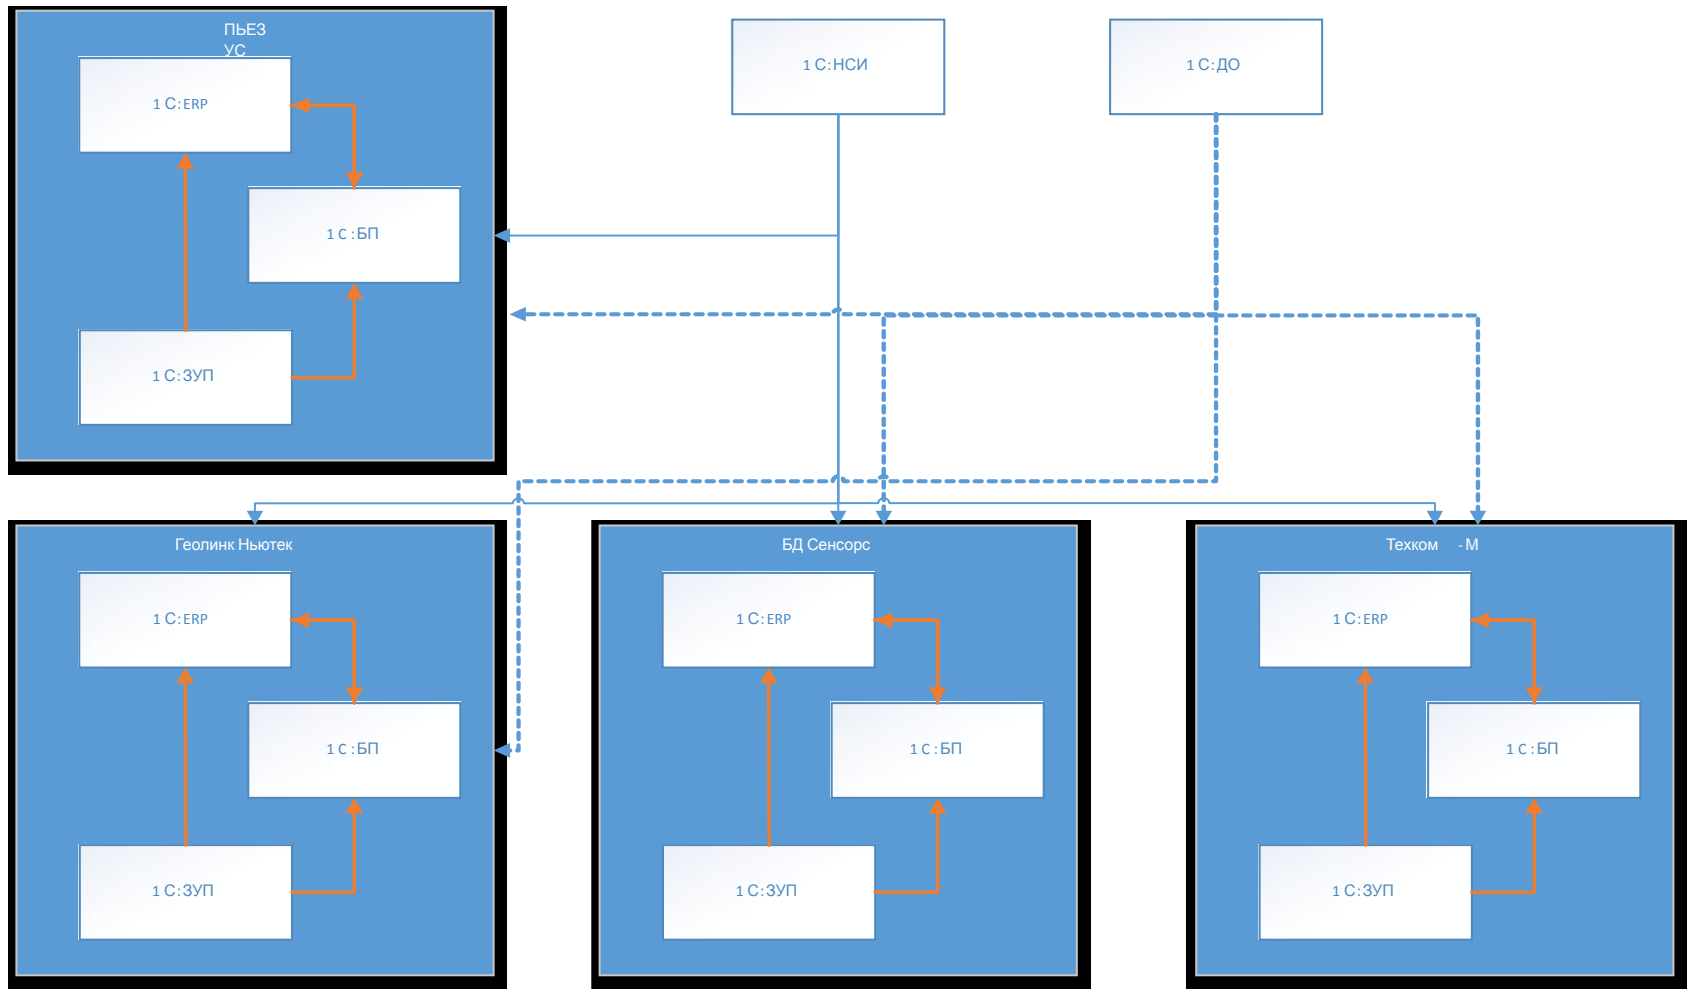 ПЬЕЗ
УС
1 С:ERP
1 С:БП
1 С:ЗУП
1 С:НСИ
1 С:ДО
Геолинк Ньютек
1 С:ERP
1 С:БП
1 С:ЗУП
БД Сенсорс
1 С:ERP
1 С:БП
1 С:ЗУП
Техком -М
1 С:ERP
1 С:БП
1 С:ЗУП